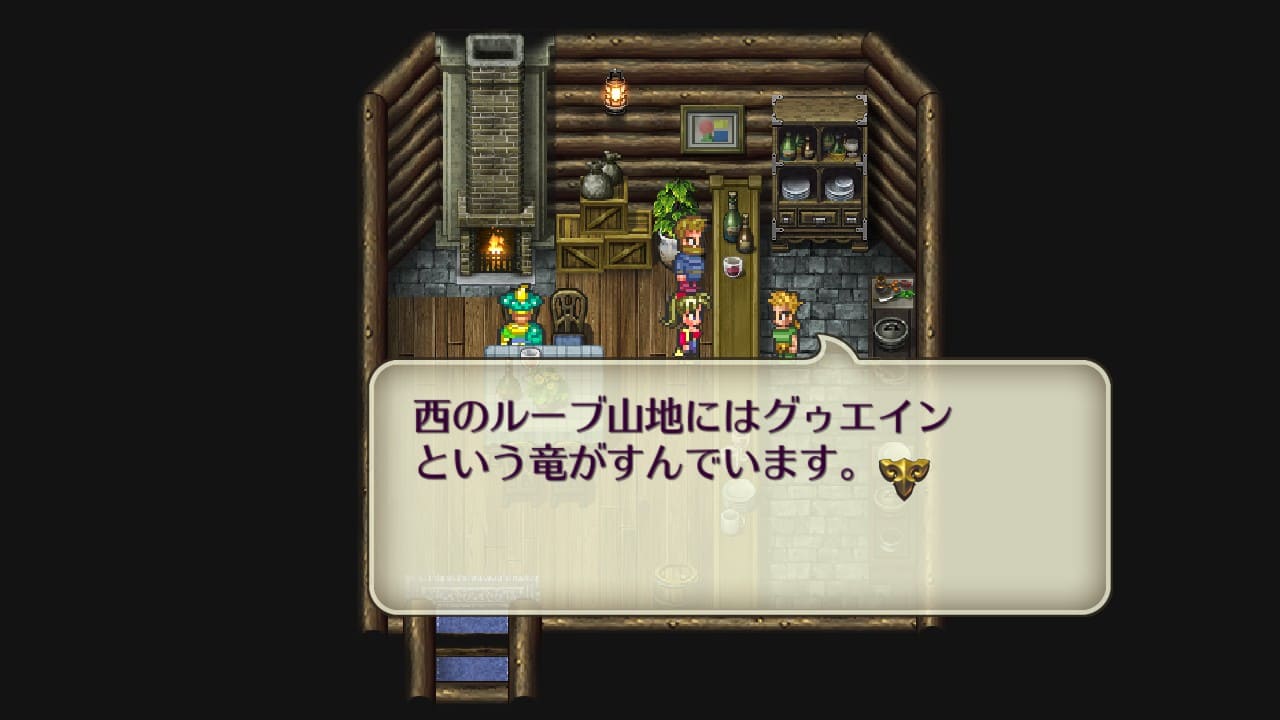 西のルーブ山地にはグゥエイン
という竜がすんでいます。